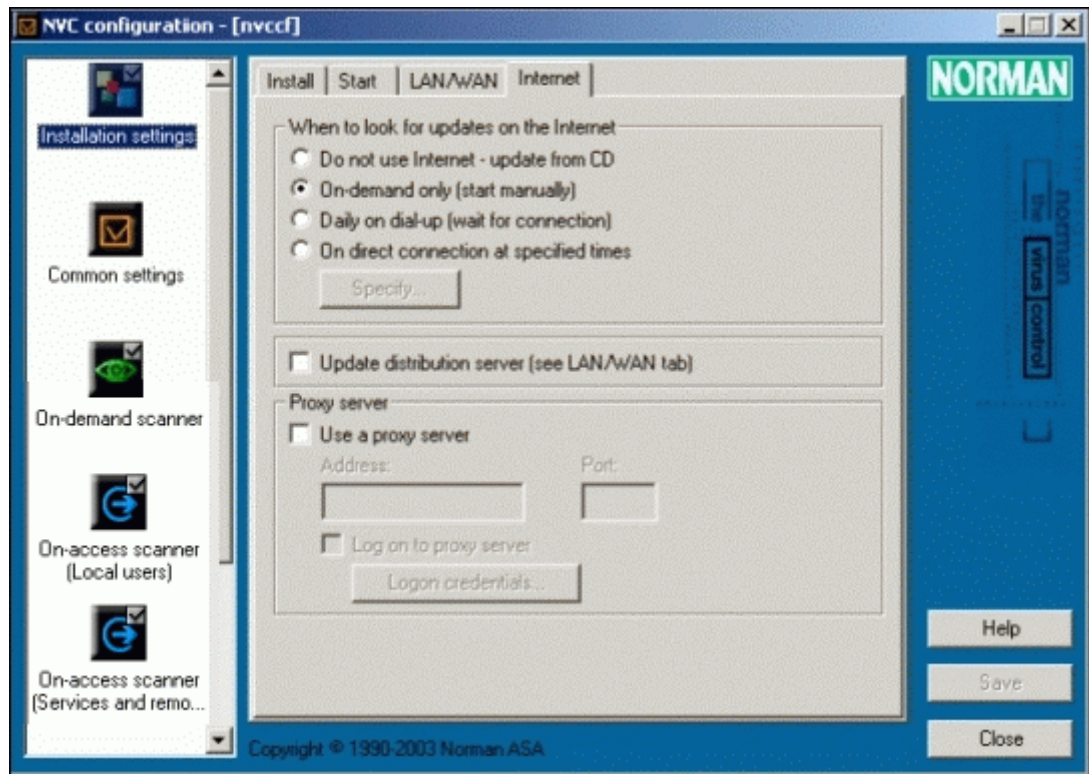 NVC configuration - [nvccf]
Installation settings
Common settings
On-demand scanner
On-access scanner
(Local users)
On-access scanner
(Services and remo...
Install
Start
LAN/WAN
Internet
When to look for updates on the Internet
Do not use Internet - update from CD
On-demand only (start manually)
Daily on dial-up (wait for connection)
On direct connection at specified times
Specify...
Update distribution server (see LAN/WAN tab)
Proxy server
Use a proxy server
Address:
Port:
Log on to proxy server
Logon credentials...
Copyright © 1990-2003 Norman ASA
NORMAN
norman
the virus control
Help
Save
Close